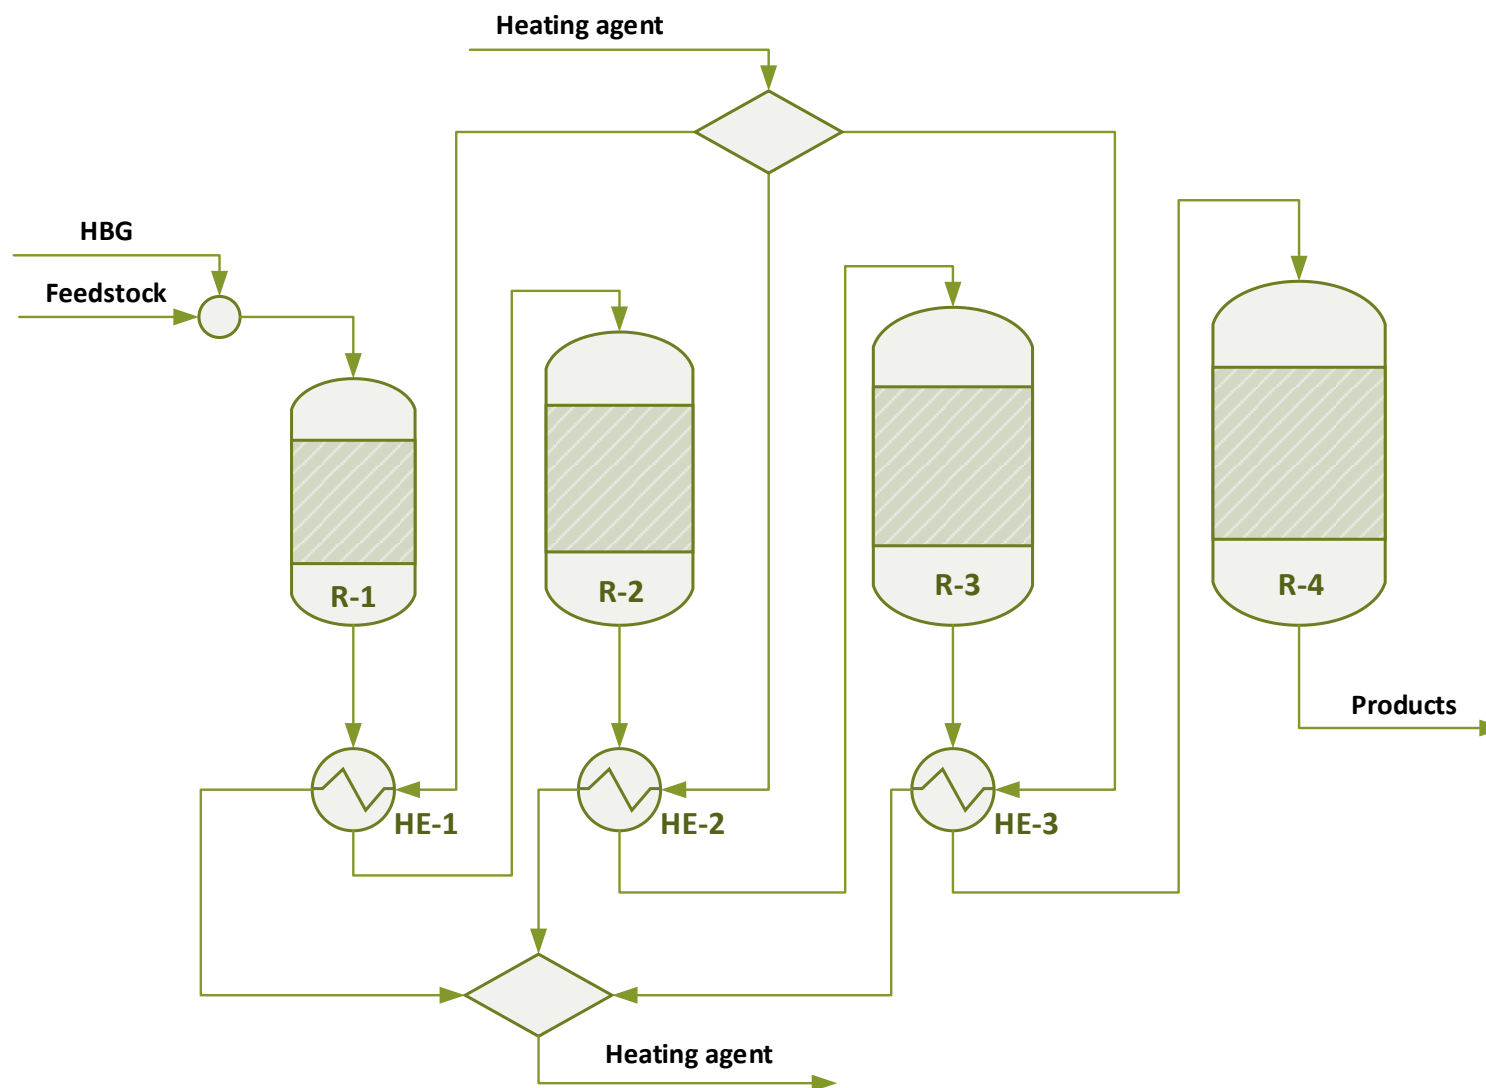 Heating agent
HBG
Feedstock
R-1
R-2
R-3
R-4
Products
HE-1
HE-2
HE-3
Heating agent